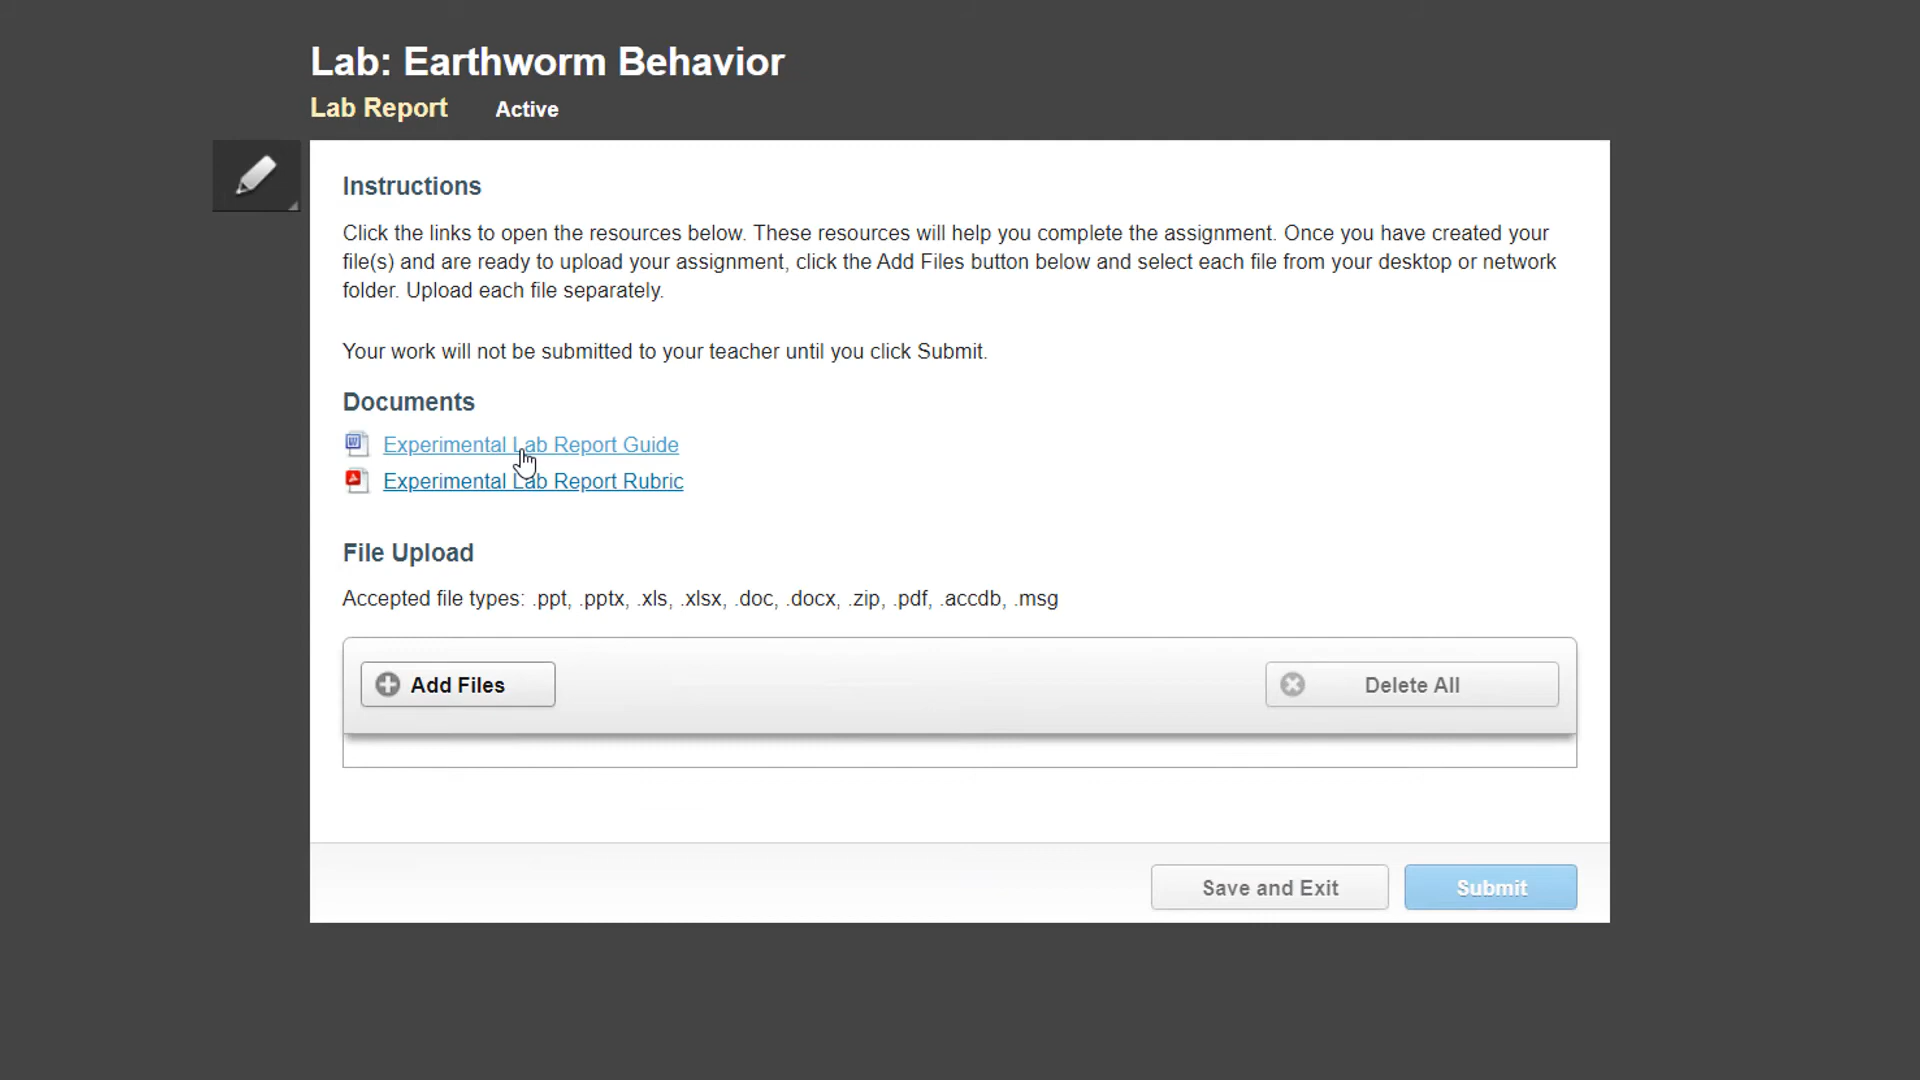 Lab: Earthworm Behavior
Lab Report Active
Instructions
Click the links to open the resources below. These resources will help you complete the assignment. Once you have created your
file(s) and are ready to upload your assignment, click the Add Files button below and select each file from your desktop or network
folder. Upload each file separately.
Your work will not be submitted to your teacher until you click Submit.
Documents
Experimental Lab Report Guide
Experimental Lab Report Rubric
File Upload
Accepted file types: .ppt, .pptx, .xls, .xlsx, .doc, .docx, .zip, .pdf, .accdb, .msg
Add Files Delete All
Save and Exit Submit